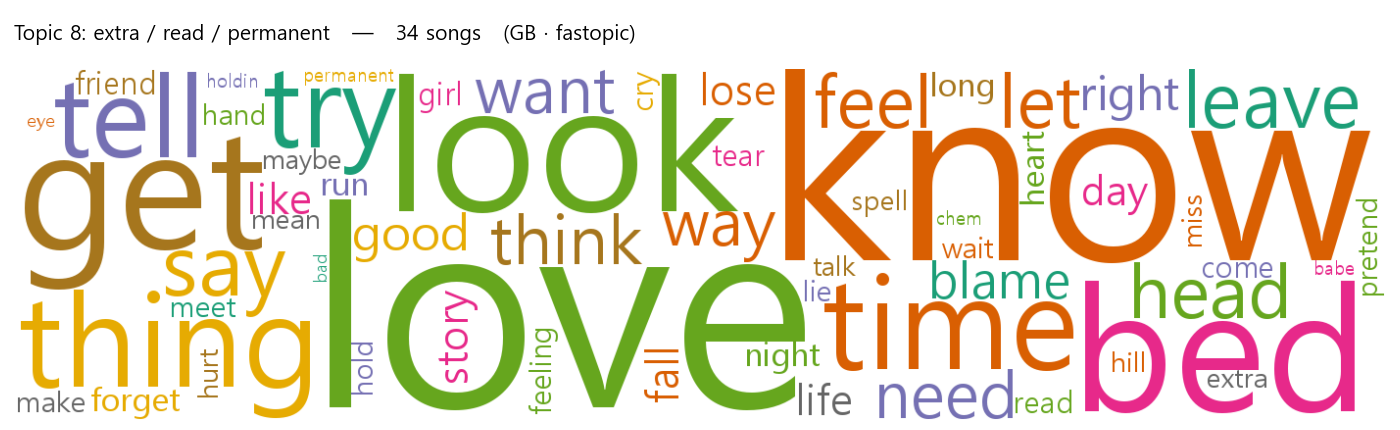 Topic 8: extra / read / permanent — 34 songs (GB · fastopic)
friend
holdin
permanent
girl
want
cry
lose
feel
long
let
right
leave
eye
tell
hand
try
look
know
get
maybe
like
run
mean
tear
heart
day
miss
spell
chem
wait
pretend
say
good
think
way
bad
love
talk
lie
time
blame
head
come
babe
meet
thing
story
hold
feeling
fall
night
hurt
bed
hill
extra
make
forget
life
need
read